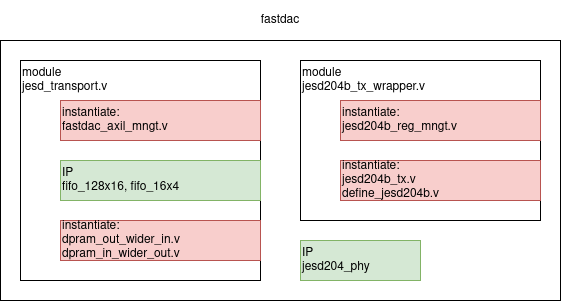 fastdac
module
jesd_transport.v
instantiate:
fastdac_axil_mngt.v
IP
fifo_128x16, fifo_16x4
instantiate:
dpram_out_wider_in.v
dpram_in_wider_out.v
module
jesd204b_tx_wrapper.v
instantiate:
jesd204b_reg_mngt.v
instantiate:
jesd204b_tx.v
define_jesd204b.v
IP
jesd204_phy